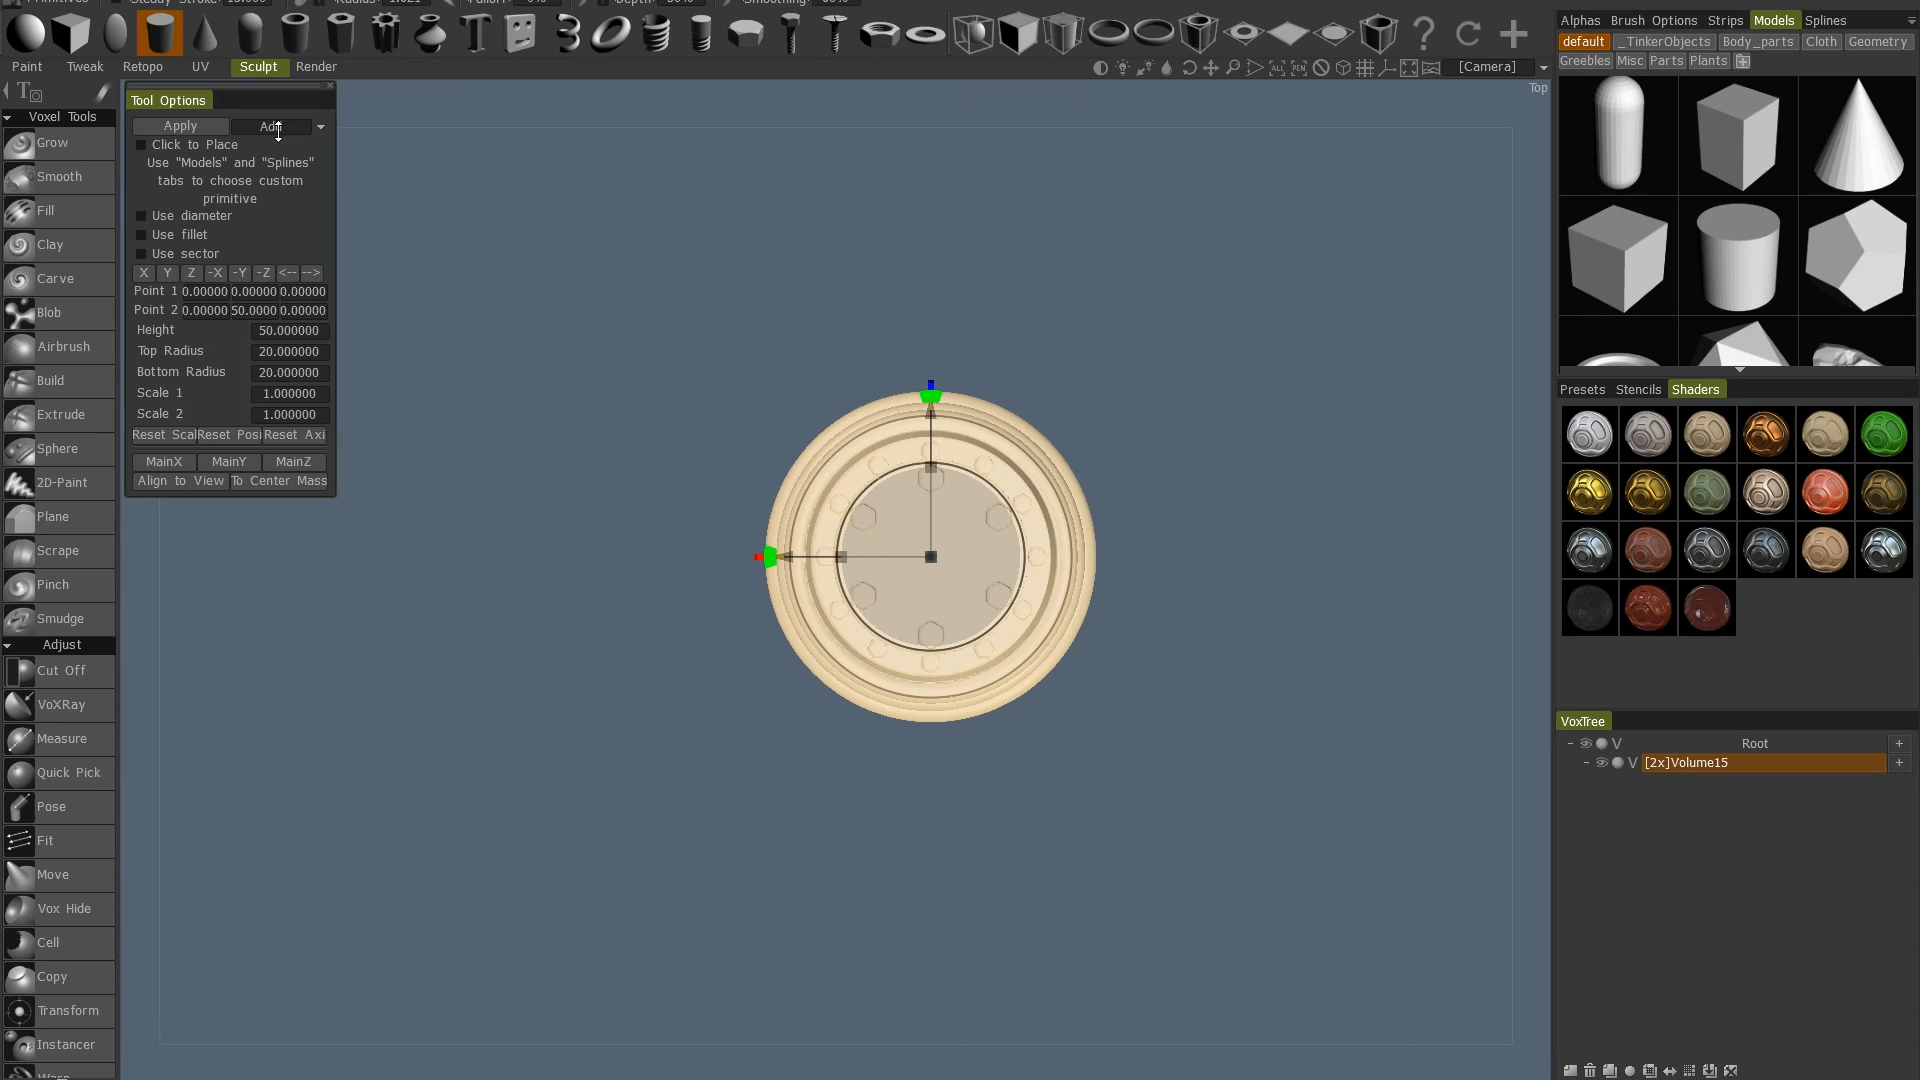 Paint Tweak Retopo UV Sculpt Render [Camera]
Top
Voxel Tools
Grow
Smooth
Fill
Clay
Carve
Blob
Airbrush
Build
Extrude
Sphere
2D-Paint
Plane
Scrape
Pinch
Smudge
Adjust
Cut Off
VoXRay
Measure
Quick Pick
Pose
Fit
Move
Vox Hide
Cell
Copy
Transform
Instancer
Tool Options
Apply
Click to Place
Use "Models" and "Splines"
tabs to choose custom
primitive
Use diameter
Use fillet
Use sector
X Y Z -X -Y -Z <-- -->
Point 1 0.00000 0.00000 0.00000
Point 2 0.00000 50.0000 0.00000
Height 50.000000
Top Radius 20.000000
Bottom Radius 20.000000
Scale 1 1.000000
Scale 2 1.000000
Reset Scal Reset Posi Reset Axi
MainX MainY MainZ
Align to View To Center Mass
Alphas Brush Options Strips Models Splines
default _TinkerObjects Body_parts Cloth Geometry
Greebles Misc Parts Plants
Presets Stencils Shaders
VoxTree
V Root +
V [2x]Volume15 +